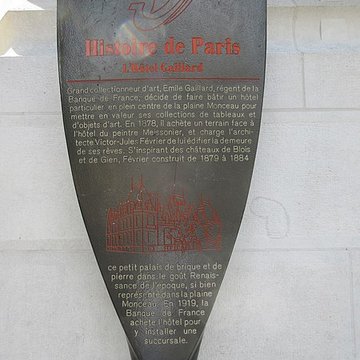 Histoire de Paris
L'Hôtel Gaillard
Grand collectionneur d'art, Emile Gaillard, régent de la
Banque de France, décide de faire bâtir un hôtel
particulier en plein centre de la plaine Monceau pour
mettre en valeur ses collections de tableaux et
d'objets d'art. En 1878, il achète un terrain face à
l'hôtel du peintre Meissonier, et charge l'archi-
tecte Victor-Jules Février de lui édifier la demeure
de ses rêves. S'inspirant des châteaux de Blois
et de Gien, Février construit de 1879 à 1884
ce petit palais de brique et de
pierre dans le goût Renais-
sance de l'époque, si bien
représenté dans la plaine
Monceau. En 1919, la
Banque de France
achète l'hôtel pour
y installer une
succursale.